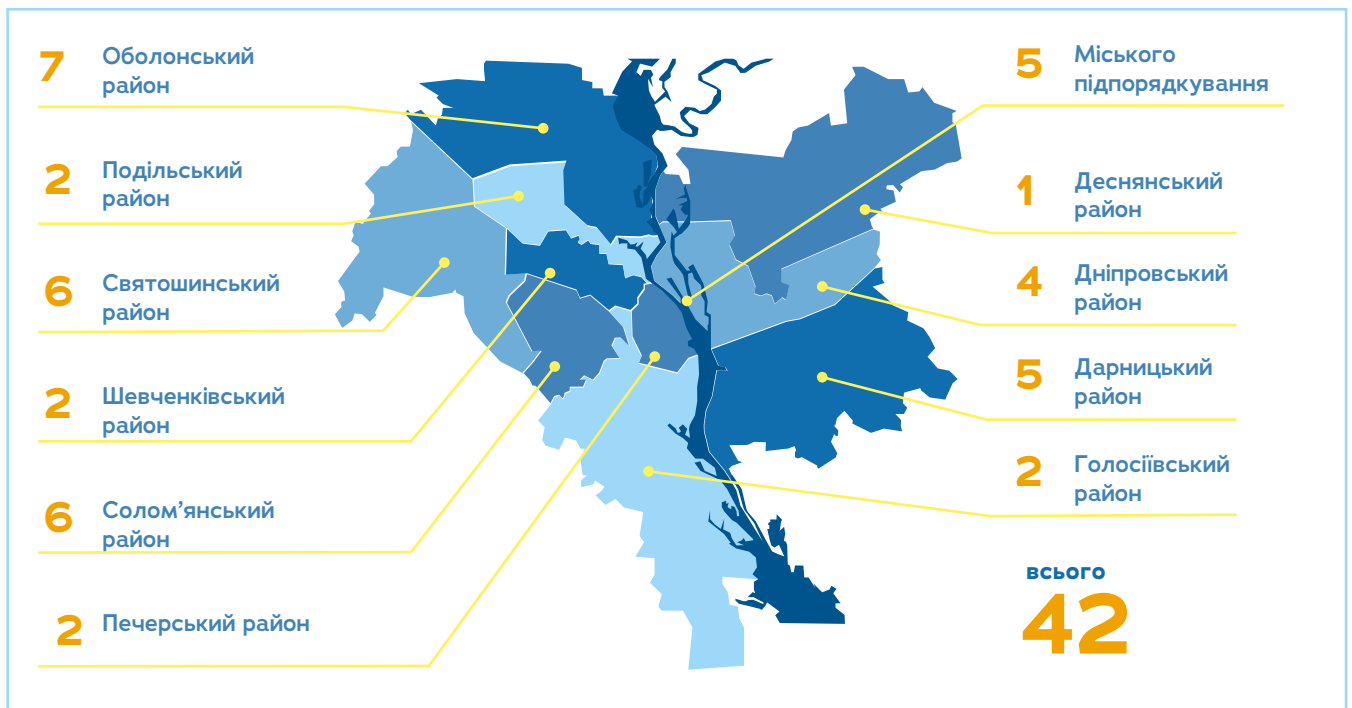 7
Оболонський
район
2
Подільський
район
6
Святошинський
район
2
Шевченківський
район
6
Солом’янський
район
2
Печерський район
5
Міського
підпорядкування
1
Деснянський
район
4
Дніпровський
район
5
Дарницький
район
2
Голосіївський
район
всього
42